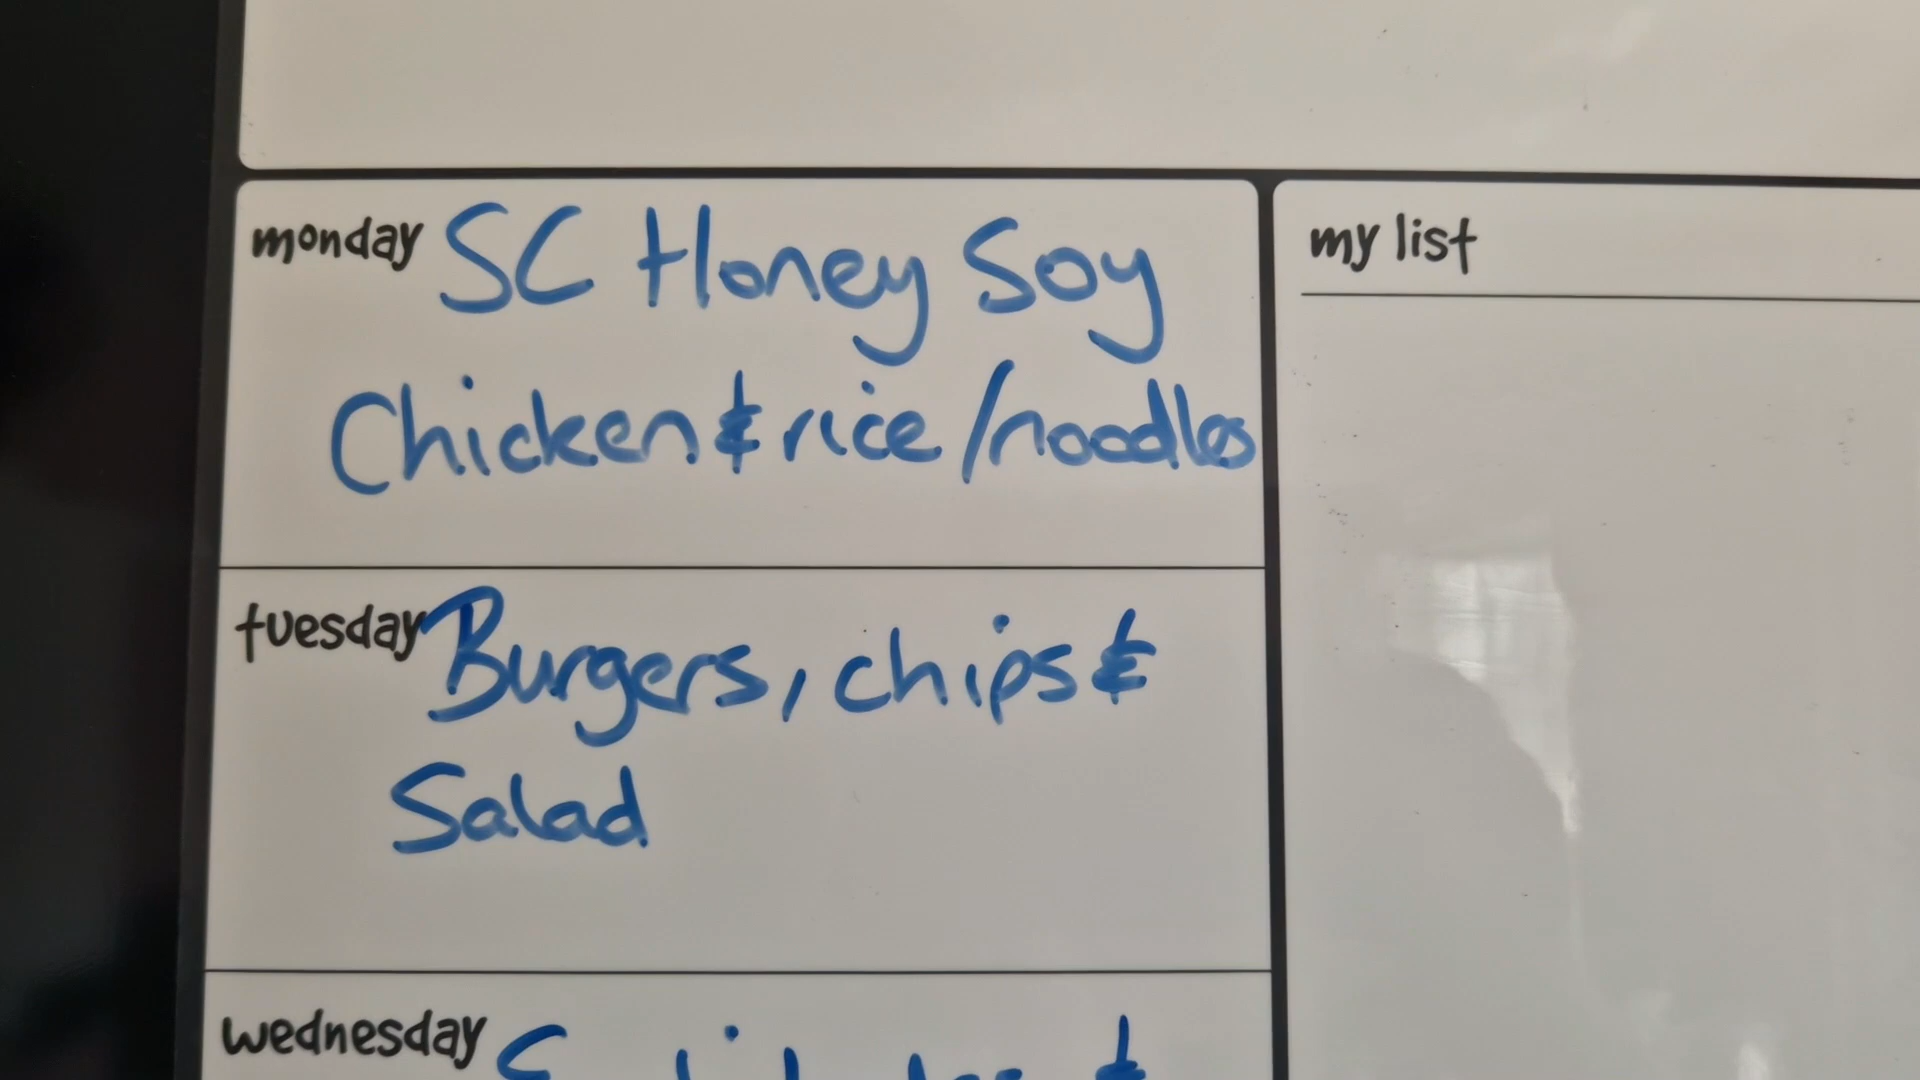 monday SC Honey Soy
Chicken & rice/noodles
my list
tuesday Burgers, chips &
Salad
wednesday